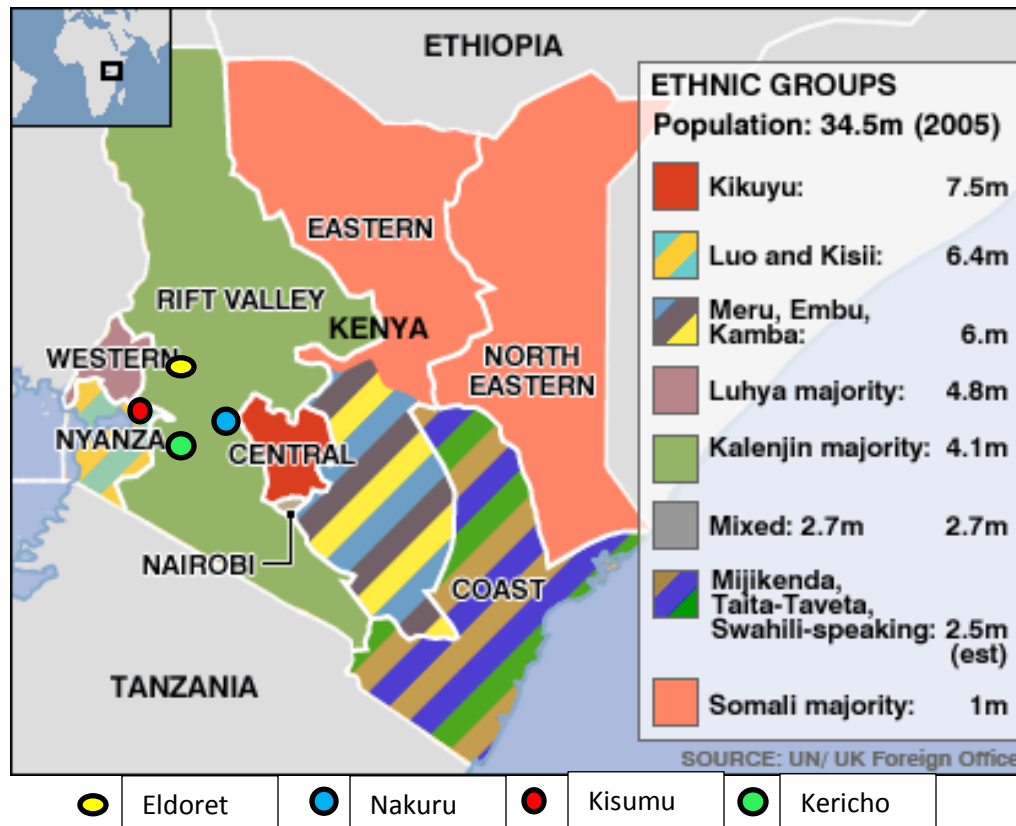 ETHIOPIA
EASTERN
RIFT VALLEY
KENYA
WESTERN
NORTH
EASTERN
NYANZA
CENTRAL
NAIROBI
COAST
TANZANIA
ETHNIC GROUPS
Population: 34.5m (2005)
Kikuyu: 7.5m
Luo and Kisii: 6.4m
Meru, Embu,
Kamba: 6.m
Luhya majority: 4.8m
Kalenjin majority: 4.1m
Mixed: 2.7m 2.7m
Mijikenda,
Taita-Taveta,
Swahili-speaking: 2.5m
(est)
Somali majority: 1m
SOURCE: UN/ UK Foreign Office
Eldoret Nakuru Kisumu Kericho